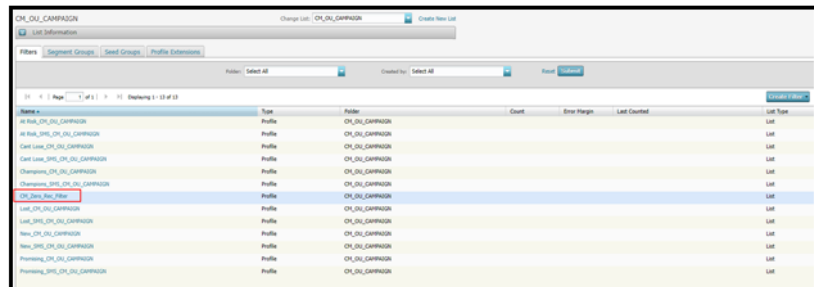 CM_OU_CAMPAIGN Change List: CM_OU_CAMPAIGN Create New List
List Information
Filters Segment Groups Seed Groups Profile Extensions
Folder: Select All Created by: Select All Reset Submit
Page 1 of 1 Displaying 1 - 13 of 13 Create Filter
Name Type Folder Count Error Margin Last Counted List Type
At Risk_CM_OU_CAMPAIGN Profile CM_OU_CAMPAIGN List
At Risk_SMS_CM_OU_CAMPAIGN Profile CM_OU_CAMPAIGN List
Cant Lose_CM_OU_CAMPAIGN Profile CM_OU_CAMPAIGN List
Cant Lose_SMS_CM_OU_CAMPAIGN Profile CM_OU_CAMPAIGN List
Champions_CM_OU_CAMPAIGN Profile CM_OU_CAMPAIGN List
Champions_SMS_CM_OU_CAMPAIGN Profile CM_OU_CAMPAIGN List
CM_Zero_Rec_Filter Profile CM_OU_CAMPAIGN List
Lost_CM_OU_CAMPAIGN Profile CM_OU_CAMPAIGN List
Lost_SMS_CM_OU_CAMPAIGN Profile CM_OU_CAMPAIGN List
New_CM_OU_CAMPAIGN Profile CM_OU_CAMPAIGN List
New_SMS_CM_OU_CAMPAIGN Profile CM_OU_CAMPAIGN List
Promising_CM_OU_CAMPAIGN Profile CM_OU_CAMPAIGN List
Promising_SMS_CM_OU_CAMPAIGN Profile CM_OU_CAMPAIGN List